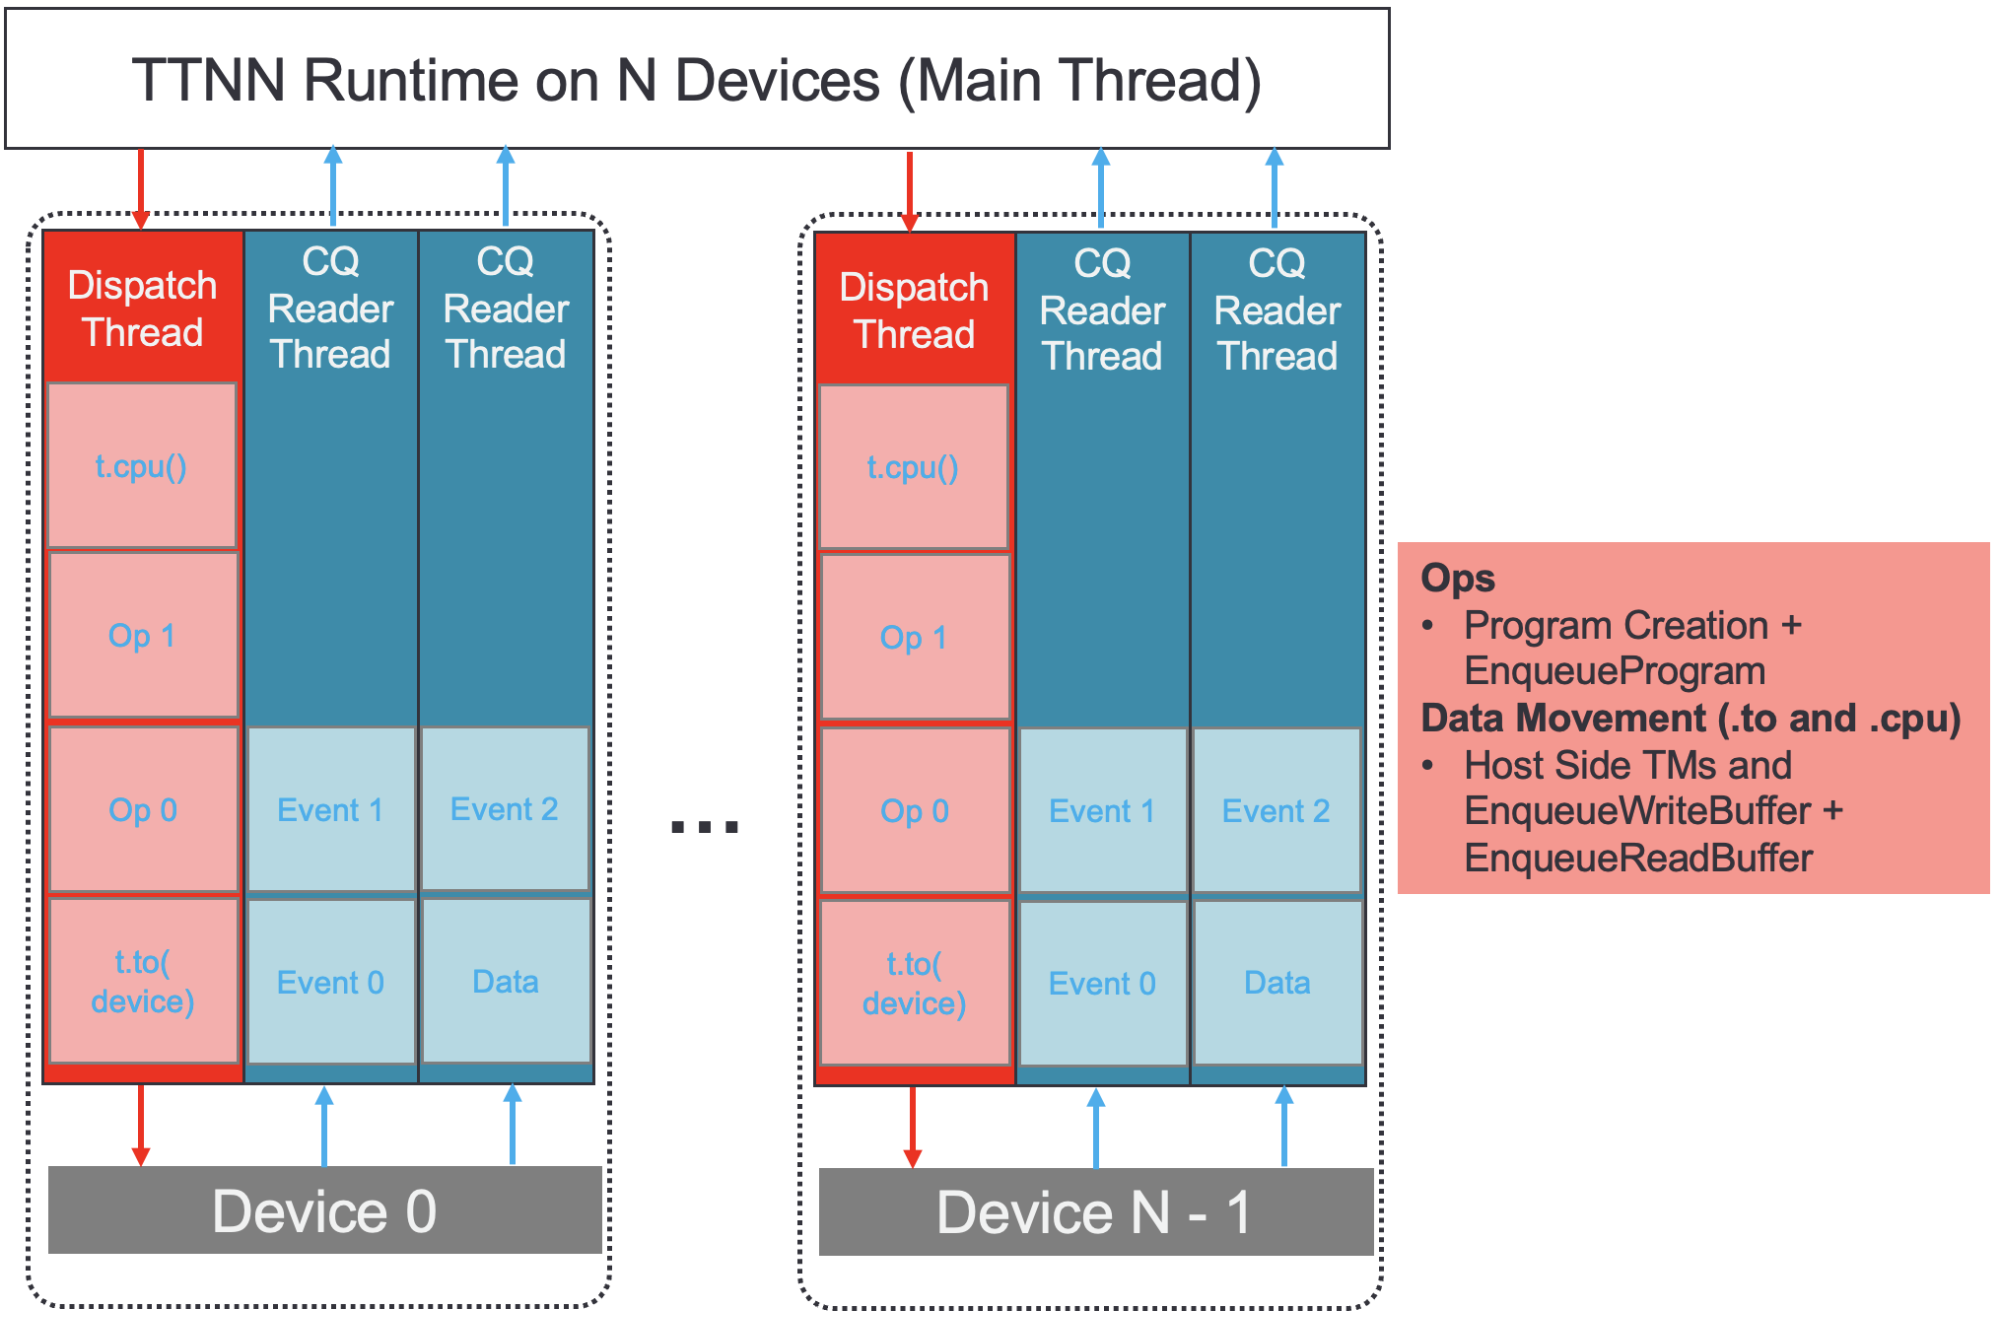 TTNN Runtime on N Devices (Main Thread)
Dispatch
Thread
CQ
Reader
Thread
CQ
Reader
Thread
t.cpu()
Op 1
Op 0
Event 1
Event 2
t.to(
device)
Event 0
Data
Device 0
...
Dispatch
Thread
CQ
Reader
Thread
CQ
Reader
Thread
t.cpu()
Op 1
Op 0
Event 1
Event 2
t.to(
device)
Event 0
Data
Device N - 1
Ops
• Program Creation +
EnqueueProgram
Data Movement (.to and .cpu)
• Host Side TMs and
EnqueueWriteBuffer +
EnqueueReadBuffer